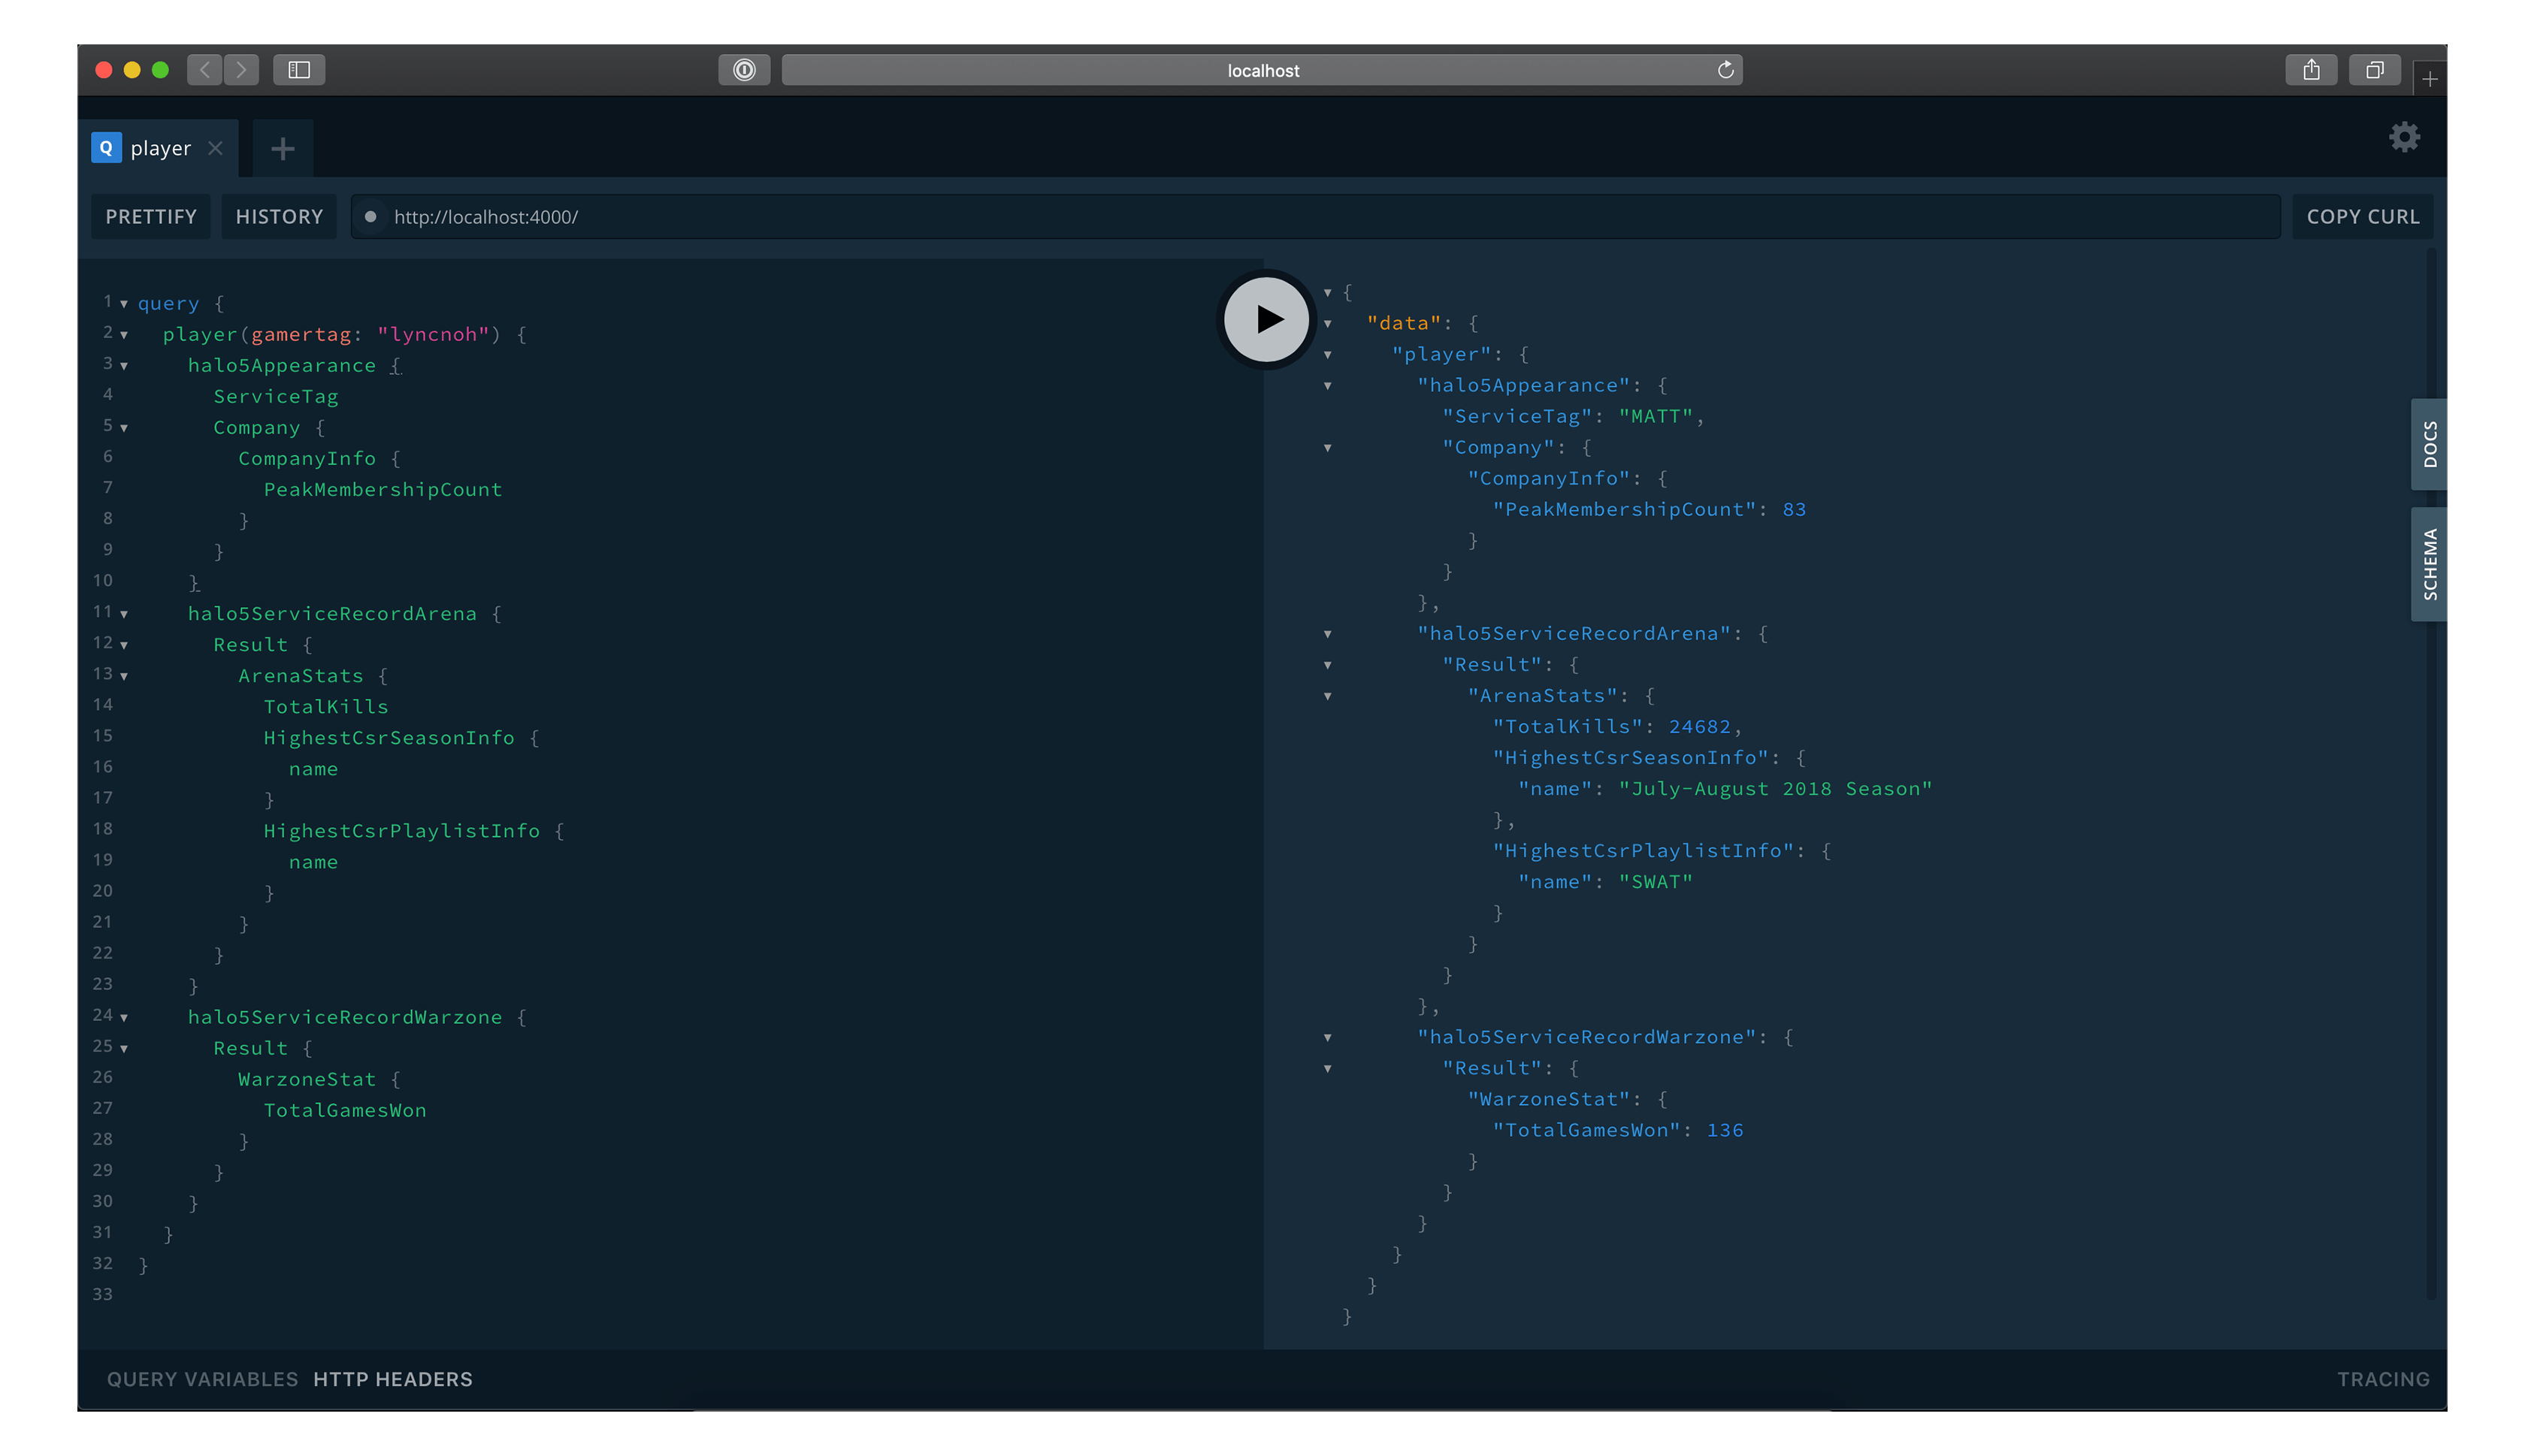 localhost
Q player
PRETTIFY HISTORY http://localhost:4000/ COPY CURL
1 query {
2 player(gamertag: "lyncnoh") {
3 halo5Appearance {
4 ServiceTag
5 Company {
6 CompanyInfo {
7 PeakMembershipCount
8 }
9 }
10 }
11 halo5ServiceRecordArena {
12 Result {
13 ArenaStats {
14 TotalKills
15 HighestCsrSeasonInfo {
16 name
17 }
18 HighestCsrPlaylistInfo {
19 name
20 }
21 }
22 }
23 }
24 halo5ServiceRecordWarzone {
25 Result {
26 WarzoneStat {
27 TotalGamesWon
28 }
29 }
30 }
31 }
32 }
33
{
"data": {
"player": {
"halo5Appearance": {
"ServiceTag": "MATT",
"Company": {
"CompanyInfo": {
"PeakMembershipCount": 83
}
}
},
"halo5ServiceRecordArena": {
"Result": {
"ArenaStats": {
"TotalKills": 24682,
"HighestCsrSeasonInfo": {
"name": "July-August 2018 Season"
},
"HighestCsrPlaylistInfo": {
"name": "SWAT"
}
}
}
},
"halo5ServiceRecordWarzone": {
"Result": {
"WarzoneStat": {
"TotalGamesWon": 136
}
}
}
}
}
}
DOCS
SCHEMA
QUERY VARIABLES HTTP HEADERS TRACING